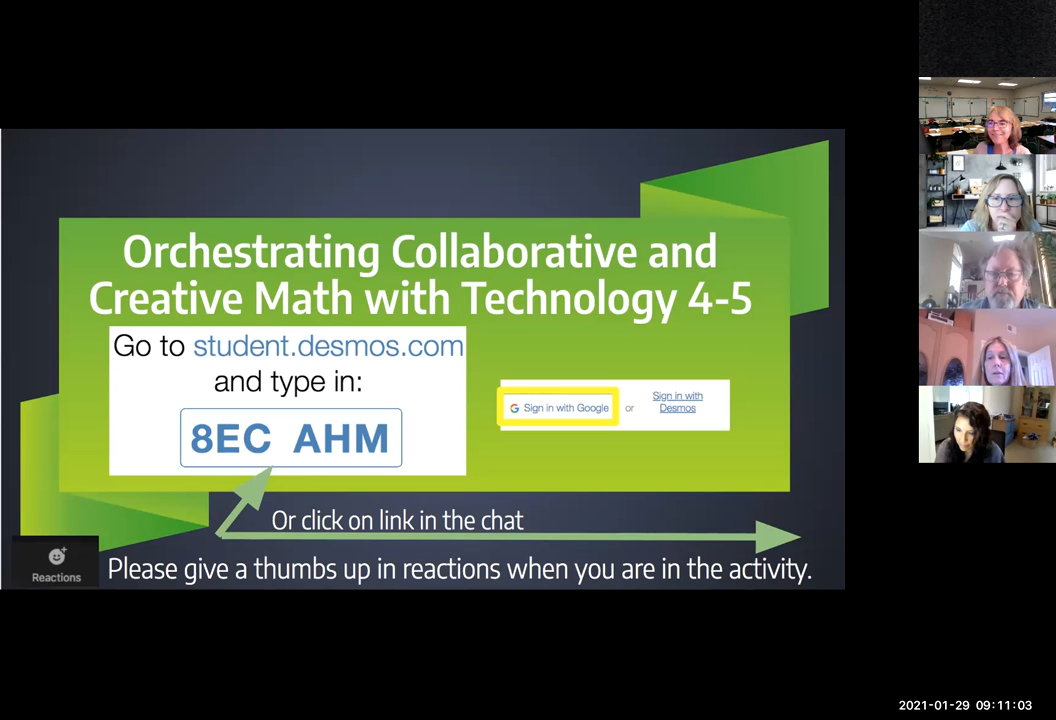 Orchestrating Collaborative and
Creative Math with Technology 4-5
Go to student.desmos.com
and type in:
8EC AHM
Sign in with Google
or
Sign in with
Desmos
Or click on link in the chat
Reactions
Please give a thumbs up in reactions when you are in the activity.
2021-01-29 09:11:03